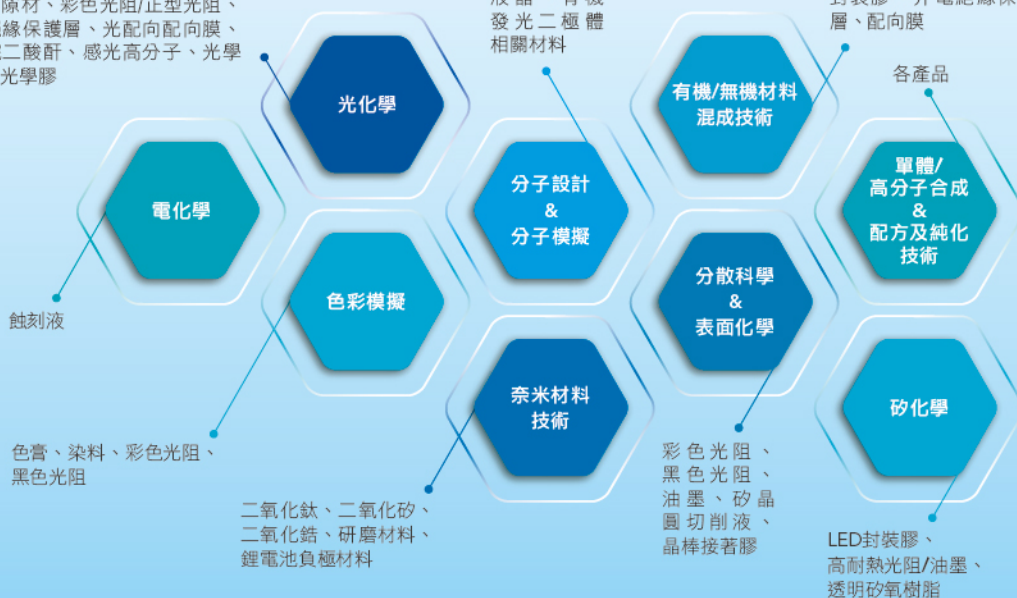 隙材、彩色光阻/正型光阻、
緣保護層、光配向配向膜、
二酸酐、感光高分子、光學
光學膠
光化學
電化學
蝕刻液
色彩模擬
色膏、染料、彩色光阻、
黑色光阻
發光二極體
相關材料
分子設計
&
分子模擬
奈米材料
技術
二氧化鈦、二氧化矽、
二氧化鋯、研磨材料、
鋰電池負極材料
層、配向膜
有機/無機材料
混成技術
分散科學
&
表面化學
彩色光阻、
黑色光阻、
油墨、矽晶
圓切削液、
晶棒接著膠
各產品
單體/
高分子合成
&
配方及純化
技術
矽化學
LED封裝膠、
高耐熱光阻/油墨、
透明矽氧樹脂